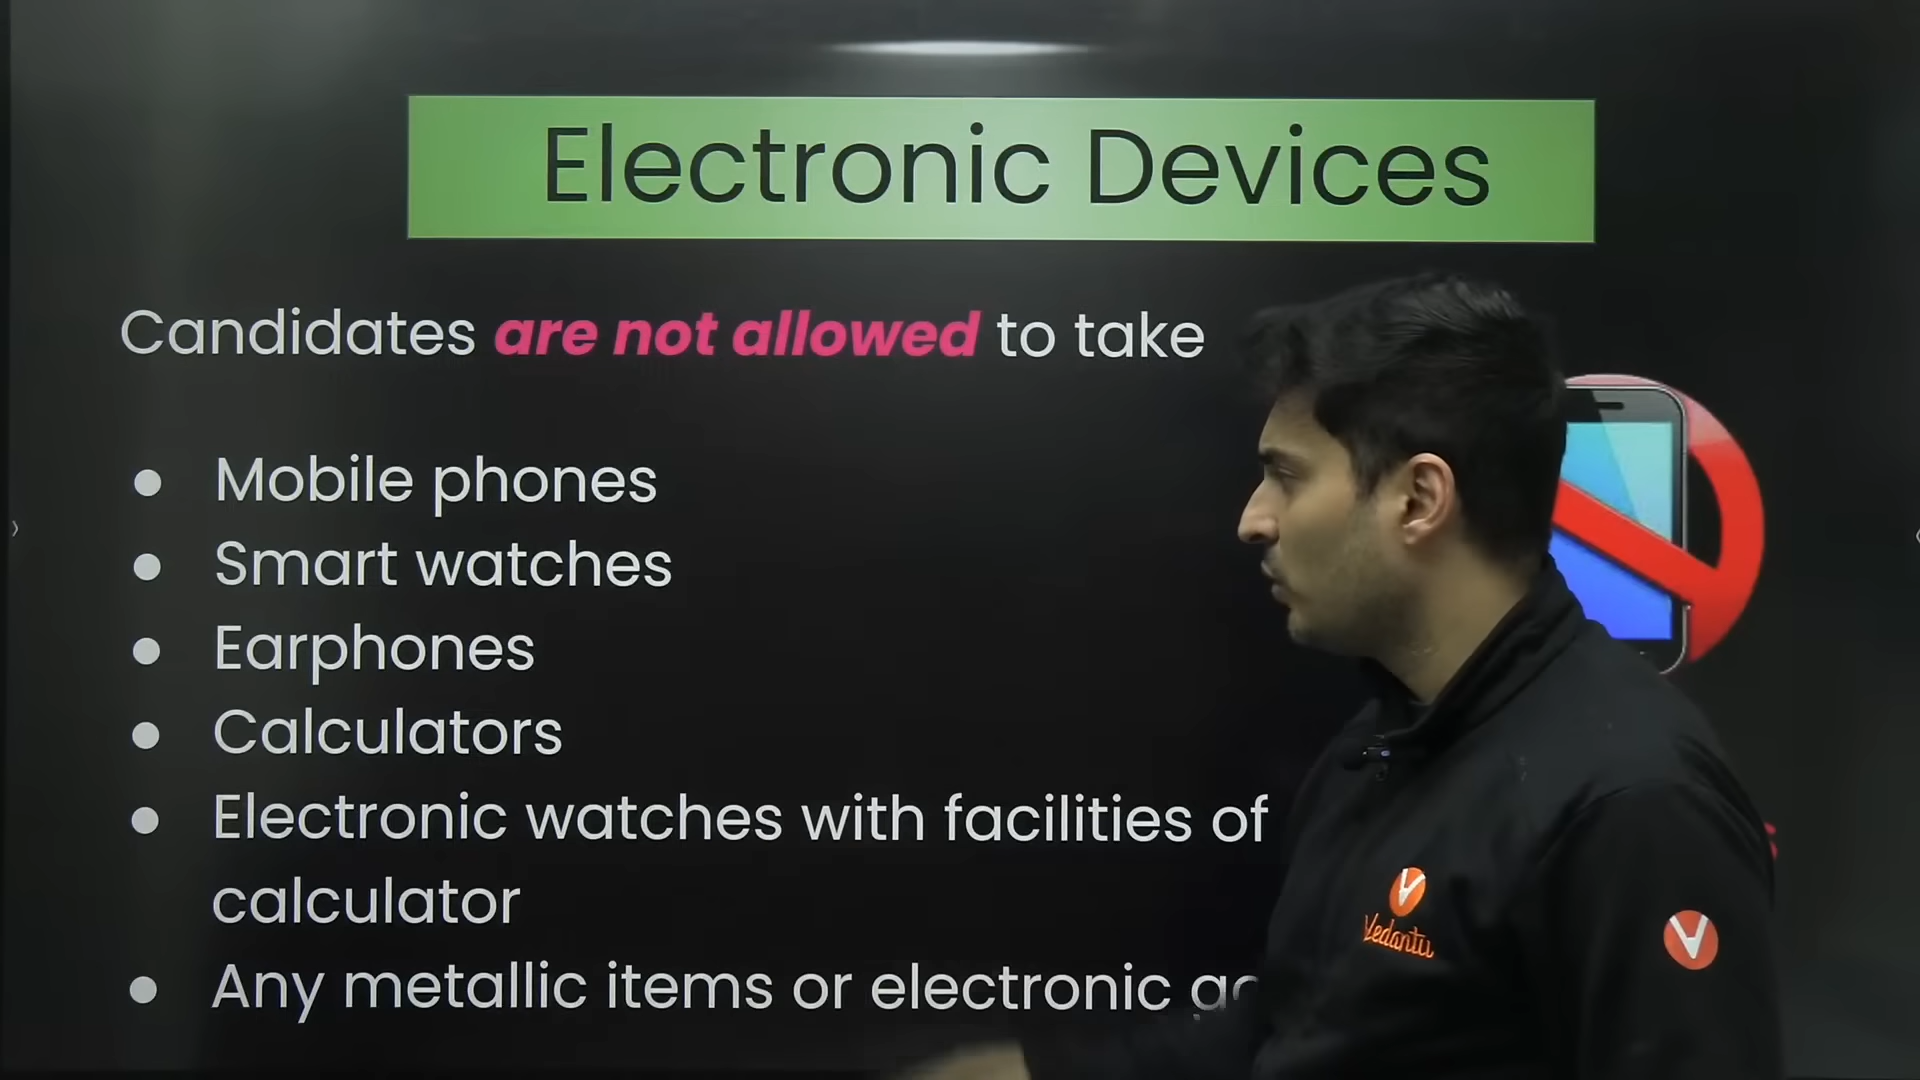 Electronic Devices
Candidates are not allowed to take
● Mobile phones
● Smart watches
● Earphones
● Calculators
● Electronic watches with facilities of
calculator
● Any metallic items or electronic
Vedantu